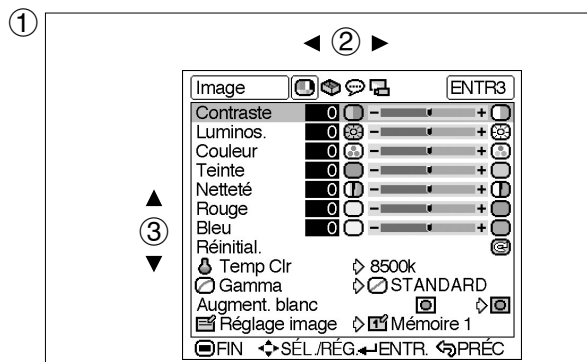 ①
◄ ② ►
Image ENTR3
Contraste 0 - +
Luminos. 0 - +
Couleur 0 - +
Teinte 0 - +
Netteté 0 - +
Rouge 0 - +
Bleu 0 - +
▲
③
▼
Réinitial.
Temp Clr 8500k
Gamma STANDARD
Augment. blanc
Réglage image 1 Mémoire 1
FIN SÉL./RÉG. ENTR. PRÉC